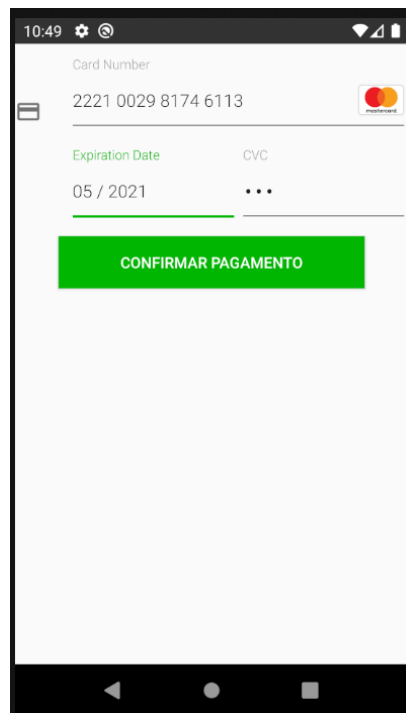 10:49
Card Number
2221 0029 8174 6113
mastercard
Expiration Date CVC
05 / 2021 •••
CONFIRMAR PAGAMENTO